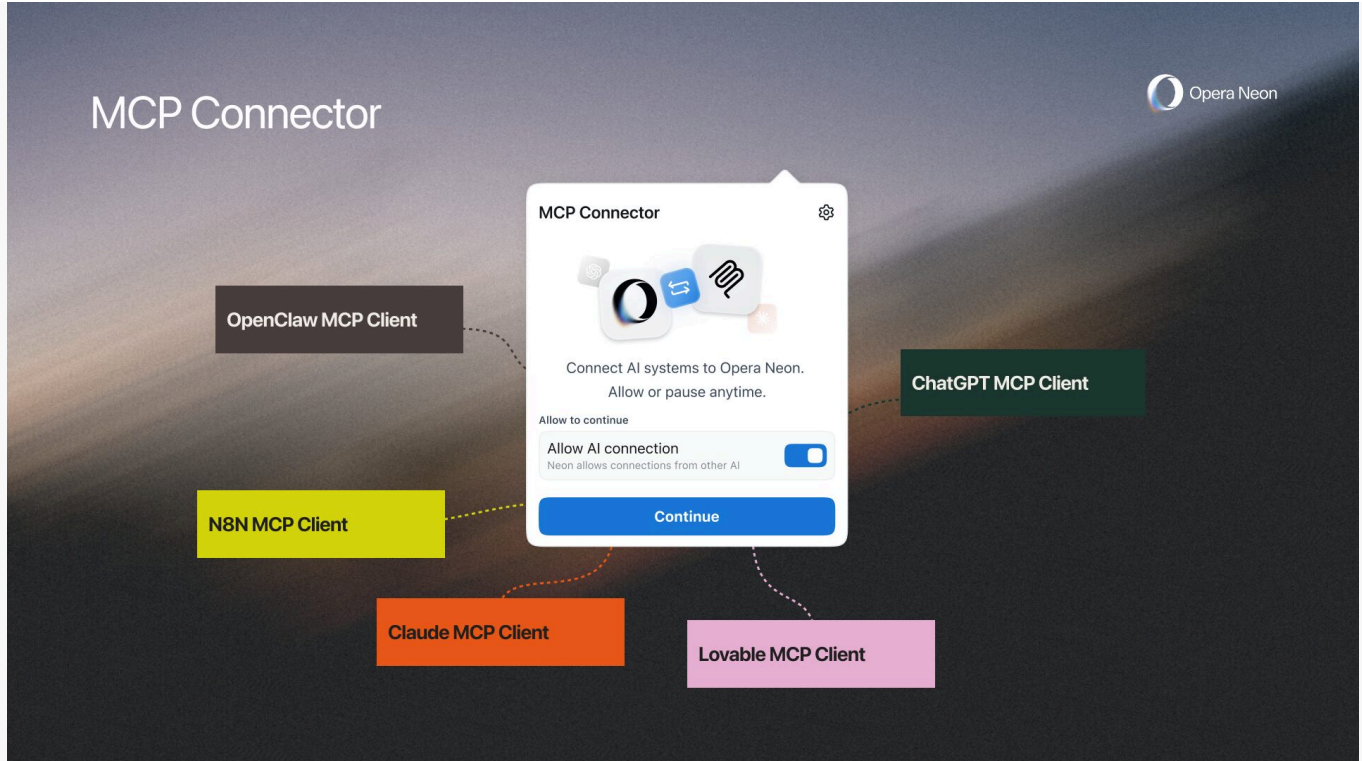 MCP Connector
Opera Neon
MCP Connector
OpenClaw MCP Client
Connect AI systems to Opera Neon.
Allow or pause anytime.
ChatGPT MCP Client
Allow to continue
Allow AI connection
Neon allows connections from other AI
N8N MCP Client
Continue
Claude MCP Client
Lovable MCP Client